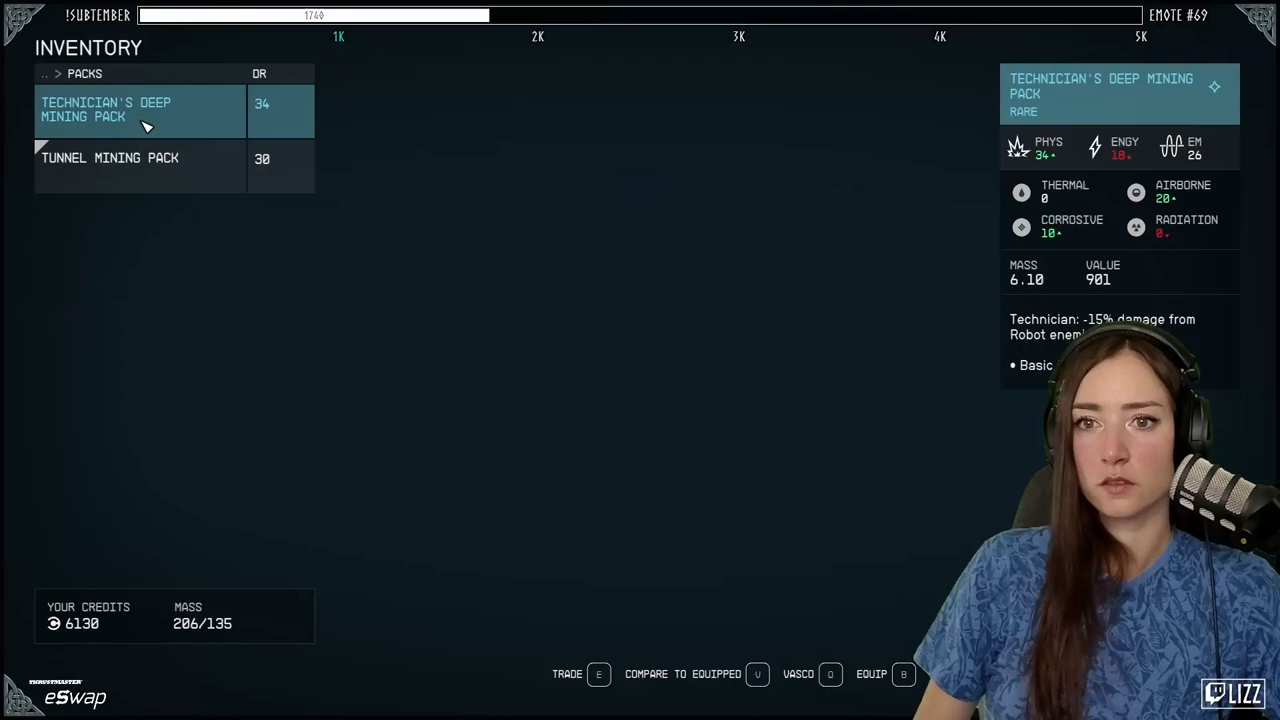 !SUBTEMBER
1740
EMOTE #69
1K
2K
3K
4K
5K
INVENTORY
.. > PACKS
DR
TECHNICIAN'S DEEP
MINING PACK
34
TUNNEL MINING PACK
30
TECHNICIAN'S DEEP MINING
PACK
RARE
PHYS
34
ENGY
18
EM
26
THERMAL
0
AIRBORNE
20
CORROSIVE
10
RADIATION
0
MASS
6.10
VALUE
901
Technician: -15% damage from
Robot
• Basic
YOUR CREDITS
6130
MASS
206/135
TRADE E
COMPARE TO EQUIPPED V
VASCO Q
EQUIP B
THRUSTMASTER
eSwap
LIZZ